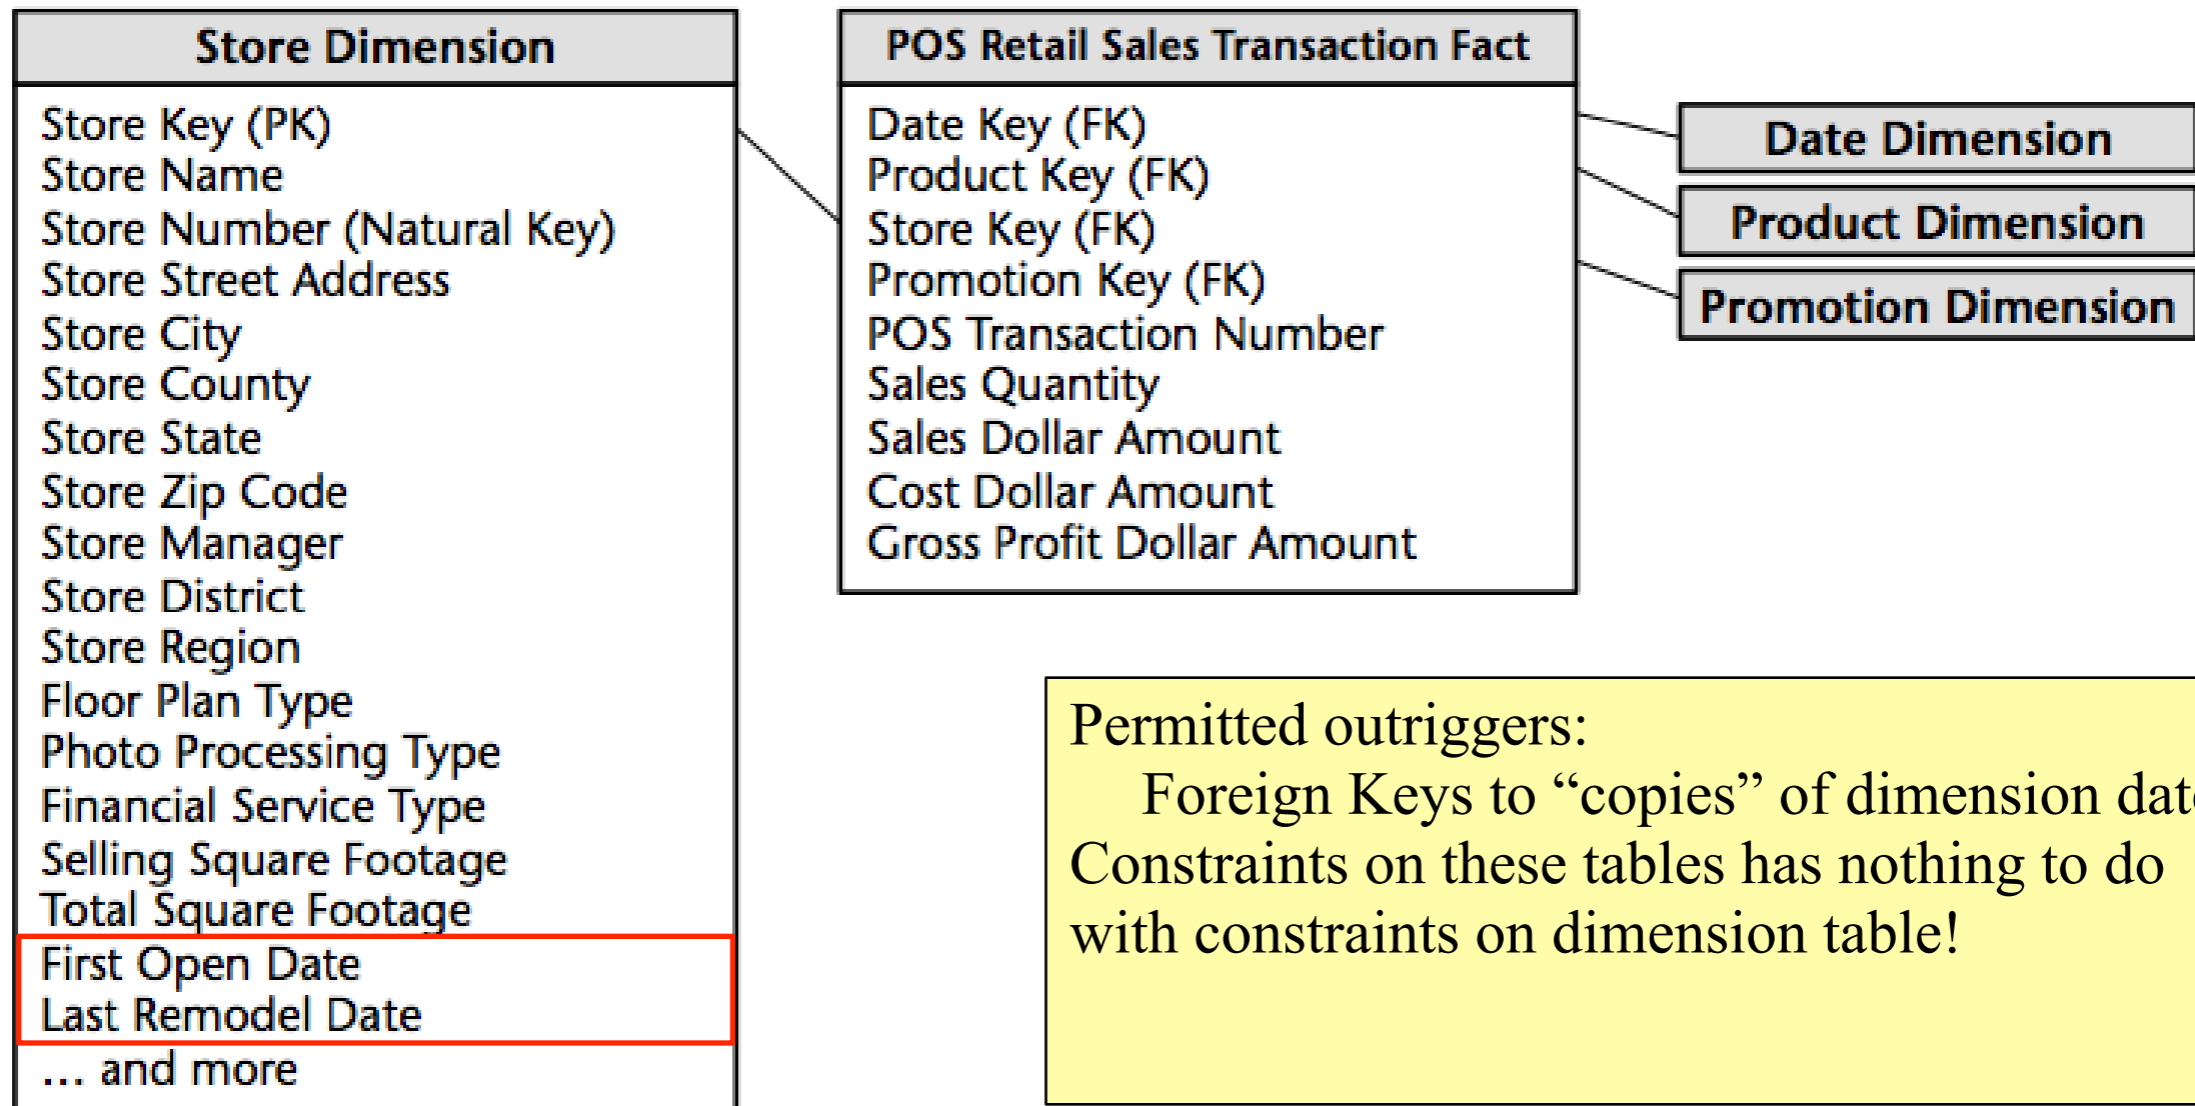 Store Dimension
Store Key (PK)
Store Name
Store Number (Natural Key)
Store Street Address
Store City
Store County
Store State
Store Zip Code
Store Manager
Store District
Store Region
Floor Plan Type
Photo Processing Type
Financial Service Type
Selling Square Footage
Total Square Footage
First Open Date
Last Remodel Date
... and more
POS Retail Sales Transaction Fact
Date Key (FK)
Product Key (FK)
Store Key (FK)
Promotion Key (FK)
POS Transaction Number
Sales Quantity
Sales Dollar Amount
Cost Dollar Amount
Gross Profit Dollar Amount
Date Dimension
Product Dimension
Promotion Dimension
Permitted outriggers:
Foreign Keys to “copies” of dimension date
Constraints on these tables has nothing to do
with constraints on dimension table!